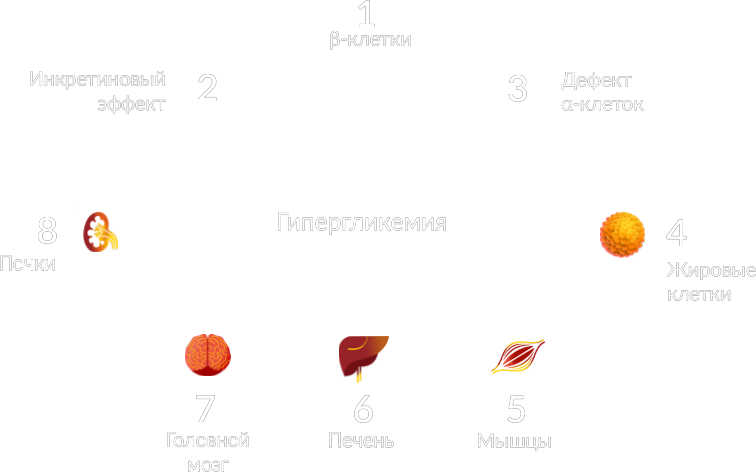 1
β-клетки
Инкретиновый
эффект
2
3
Дефект
α-клеток
Гипергликемия
8
Почки
4
Жировые
клетки
7
Головной
мозг
6
Печень
5
Мышцы